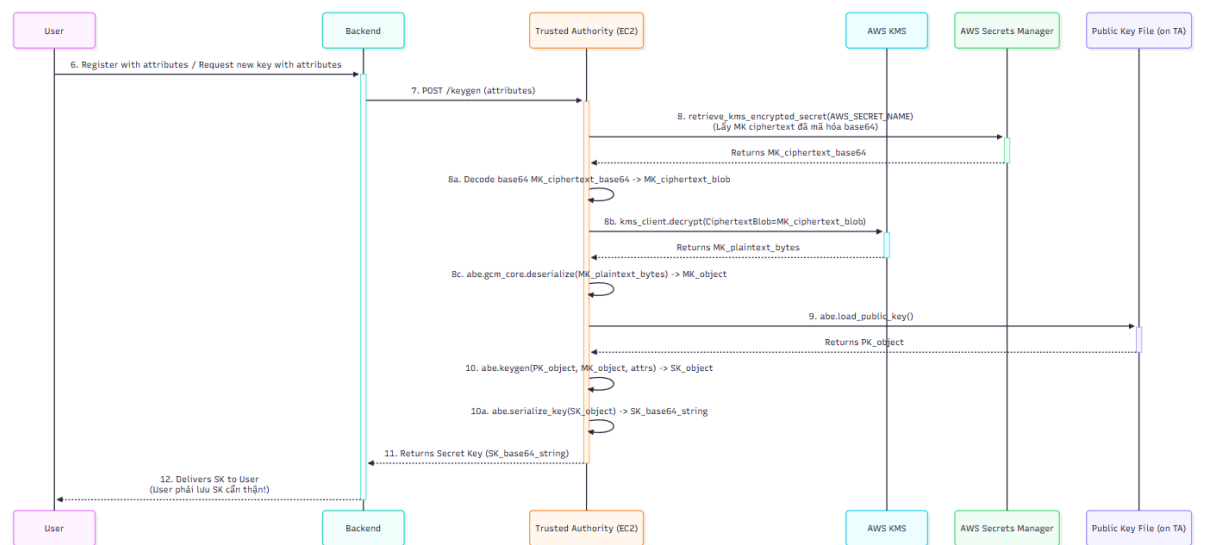 User
Backend
Trusted Authority (EC2)
AWS KMS
AWS Secrets Manager
Public Key File (on TA)
6. Register with attributes / Request new key with attributes
7. POST /keygen (attributes)
8. retrieve_kms_encrypted_secret(AWS_SECRET_NAME)
(Lấy MK ciphertext đã mã hóa base64)
Returns MK_ciphertext_base64
8a. Decode base64 MK_ciphertext_base64 -> MK_ciphertext_blob
8b. kms_client.decrypt(CiphertextBlob=MK_ciphertext_blob)
Returns MK_plaintext_bytes
8c. abe.gcm_core.deserialize(MK_plaintext_bytes) -> MK_object
9. abe.load_public_key()
Returns PK_object
10. abe.keygen(PK_object, MK_object, attrs) -> SK_object
10a. abe.serialize_key(SK_object) -> SK_base64_string
11. Returns Secret Key (SK_base64_string)
12. Delivers SK to User
(User phải lưu SK cẩn thận!)
User
Backend
Trusted Authority (EC2)
AWS KMS
AWS Secrets Manager
Public Key File (on TA)